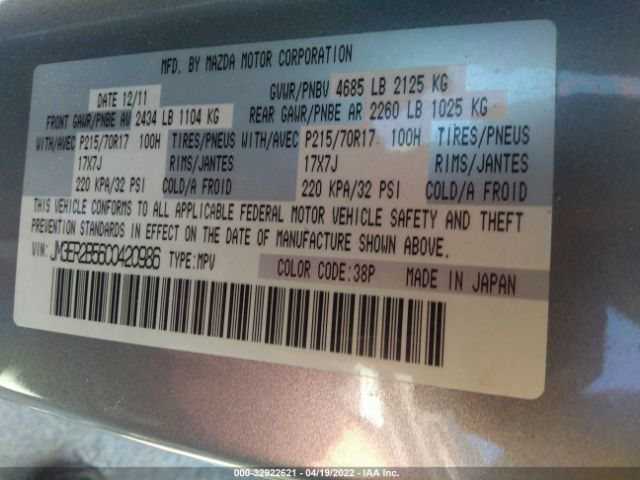 MFD. BY MAZDA MOTOR CORPORATION
DATE 12/11 GVWR/PNBV 4685 LB 2125 KG
FRONT GAWR/PNBE AV 2434 LB 1104 KG REAR GAWR/PNBE AR 2260 LB 1025 KG
WITH/AVEC P215/70R17 100H TIRES/PNEUS WITH/AVEC P215/70R17 100H TIRES/PNEUS
17X7J RIMS/JANTES 17X7J RIMS/JANTES
220 KPA/32 PSI COLD/A FROID 220 KPA/32 PSI COLD/A FROID
THIS VEHICLE CONFORMS TO ALL APPLICABLE FEDERAL MOTOR VEHICLE SAFETY AND THEFT
PREVENTION STANDARDS IN EFFECT ON THE DATE OF MANUFACTURE SHOWN ABOVE.
VIN: JM3ER2B56C0420986 TYPE:MPV
COLOR CODE:38P MADE IN JAPAN
000-32922621 - 04/19/2022 - IAA Inc.